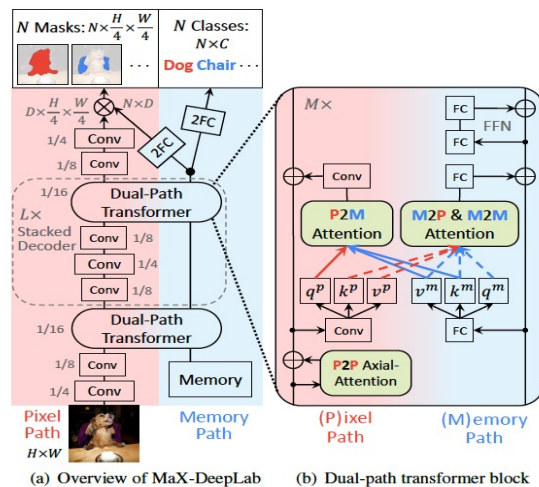 N Masks: N×H/4×W/4
N Classes:
N×C
Dog Chair ···
···
D×H/4×W/4
N×D
2FC
2FC
1/4 Conv
1/8 Conv
1/16
Dual-Path
Transformer
L×
Stacked
Decoder
Conv 1/8
Conv 1/4
Conv 1/8
1/16
Dual-Path
Transformer
1/8 Conv
1/4 Conv
Memory
Pixel
Path
H×W
Memory
Path
(a) Overview of MaX-DeepLab
M×
FC
FFN
FC
Conv
FC
P2M
Attention
M2P & M2M
Attention
q^p k^p v^p v^m k^m q^m
Conv
FC
P2P Axial-
Attention
(P)ixel
Path
(M)emory
Path
(b) Dual-path transformer block